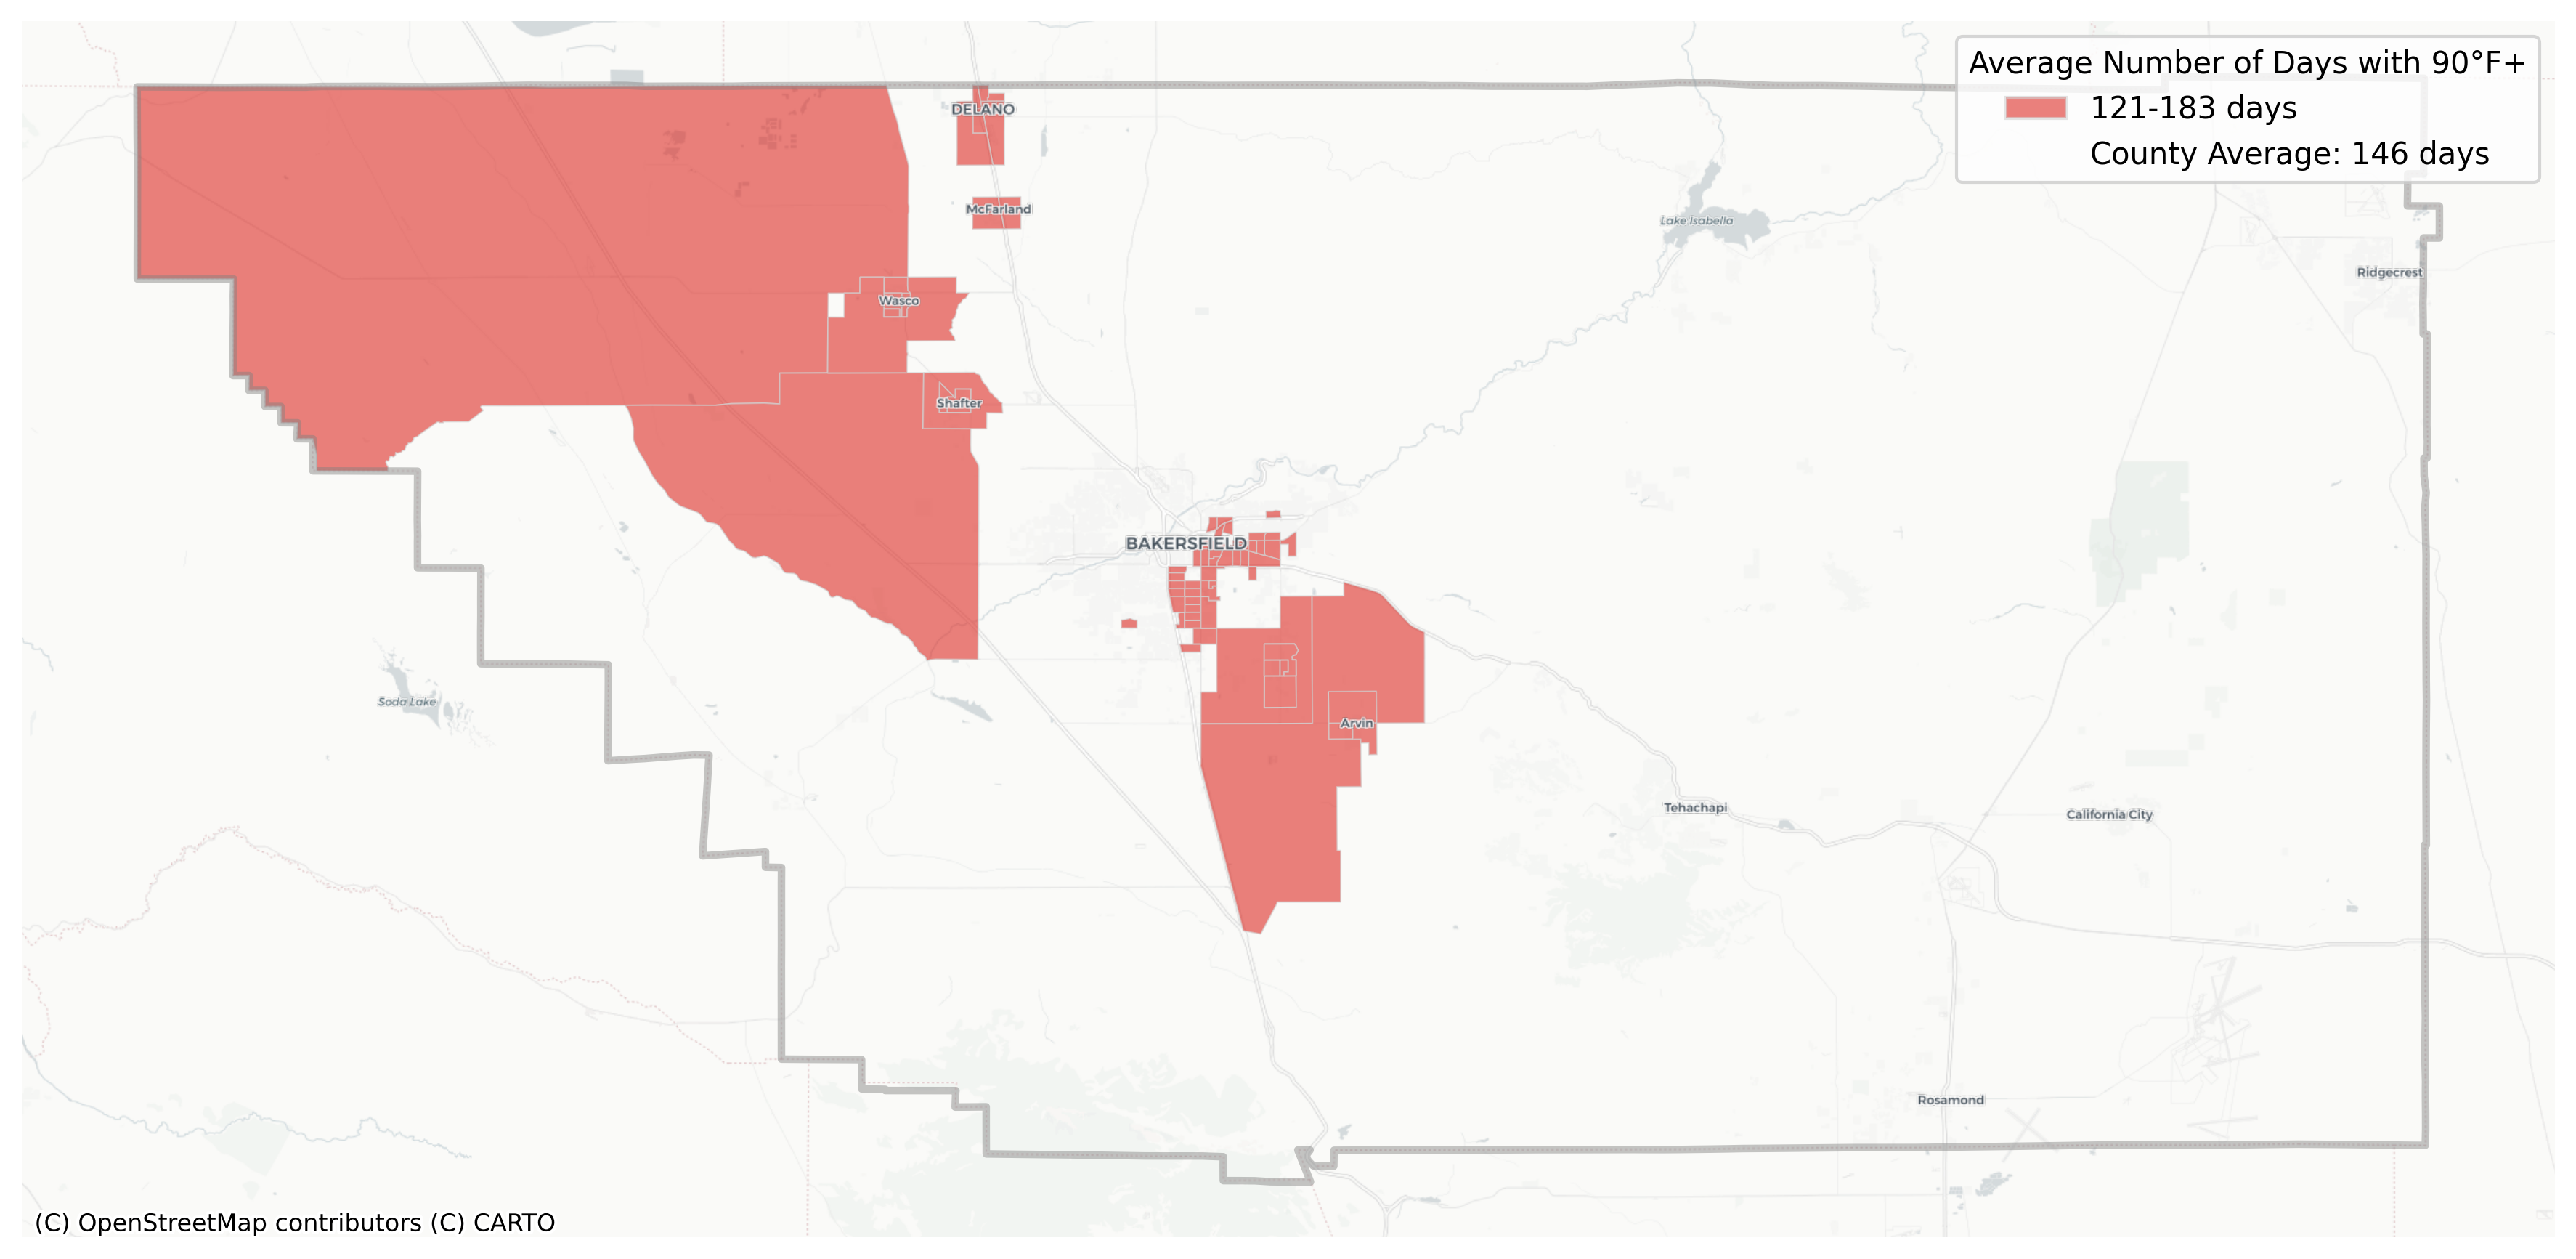 Average Number of Days with 90°F+
121-183 days
County Average: 146 days
DELANO
McFarland
Lake Isabella
Ridgecrest
Wasco
Shafter
BAKERSFIELD
Soda Lake
Arvin
Tehachapi
California City
Rosamond
(C) OpenStreetMap contributors (C) CARTO